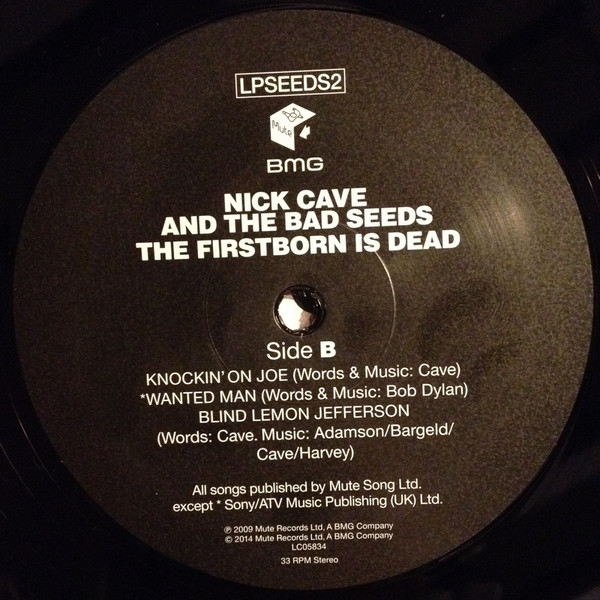 LPSEEDS2
Mute
BMG
NICK CAVE
AND THE BAD SEEDS
THE FIRSTBORN IS DEAD
Side B
KNOCKIN' ON JOE (Words & Music: Cave)
*WANTED MAN (Words & Music: Bob Dylan)
BLIND LEMON JEFFERSON
(Words: Cave. Music: Adamson/Bargeld/
Cave/Harvey)
All songs published by Mute Song Ltd.
except * Sony/ATV Music Publishing (UK) Ltd.
℗ 2009 Mute Records Ltd, A BMG Company
© 2014 Mute Records Ltd, A BMG Company
LC05834
33 RPM Stereo